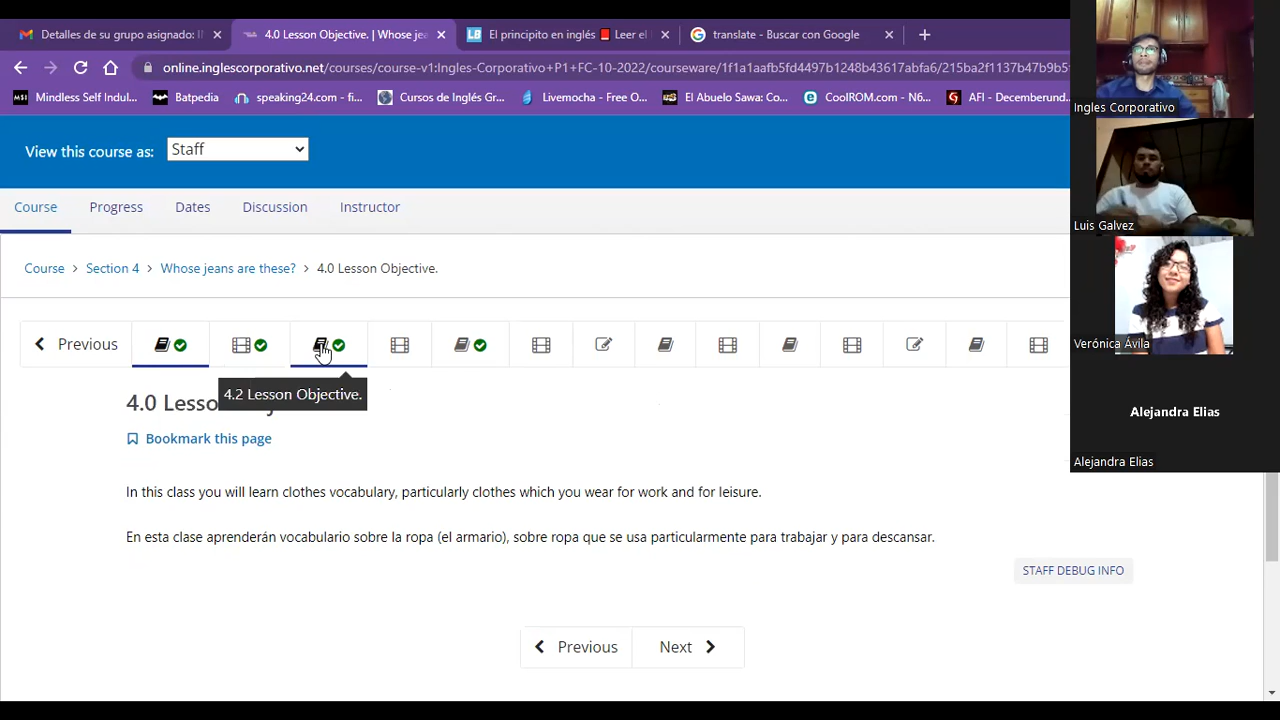 Detalles de su grupo asignado: If
4.0 Lesson Objective. | Whose jea
El principito en inglés Leer el
translate - Buscar con Google
online.inglescorporativo.net/courses/course-v1:Ingles-Corporativo+P1+FC-10-2022/courseware/1f1a1aafb5fd4497b1248b43617abfa6/215ba2f1137b47b9b5
Mindless Self Indul...
Batpedia
speaking24.com - fi...
Cursos de Inglés Gr...
Livemocha - Free O...
El Abuelo Sawa: Co...
CoolROM.com - N6...
AFI - Decemberund...
View this course as:
Staff
Course
Progress
Dates
Discussion
Instructor
Course > Section 4 > Whose jeans are these? > 4.0 Lesson Objective.
Previous
4.2 Lesson Objective.
4.0 Lesso
Bookmark this page
In this class you will learn clothes vocabulary, particularly clothes which you wear for work and for leisure.
En esta clase aprenderán vocabulario sobre la ropa (el armario), sobre ropa que se usa particularmente para trabajar y para descansar.
STAFF DEBUG INFO
Previous
Next
Ingles Corporativo
Luis Galvez
Verónica Ávila
Alejandra Elias
Alejandra Elias